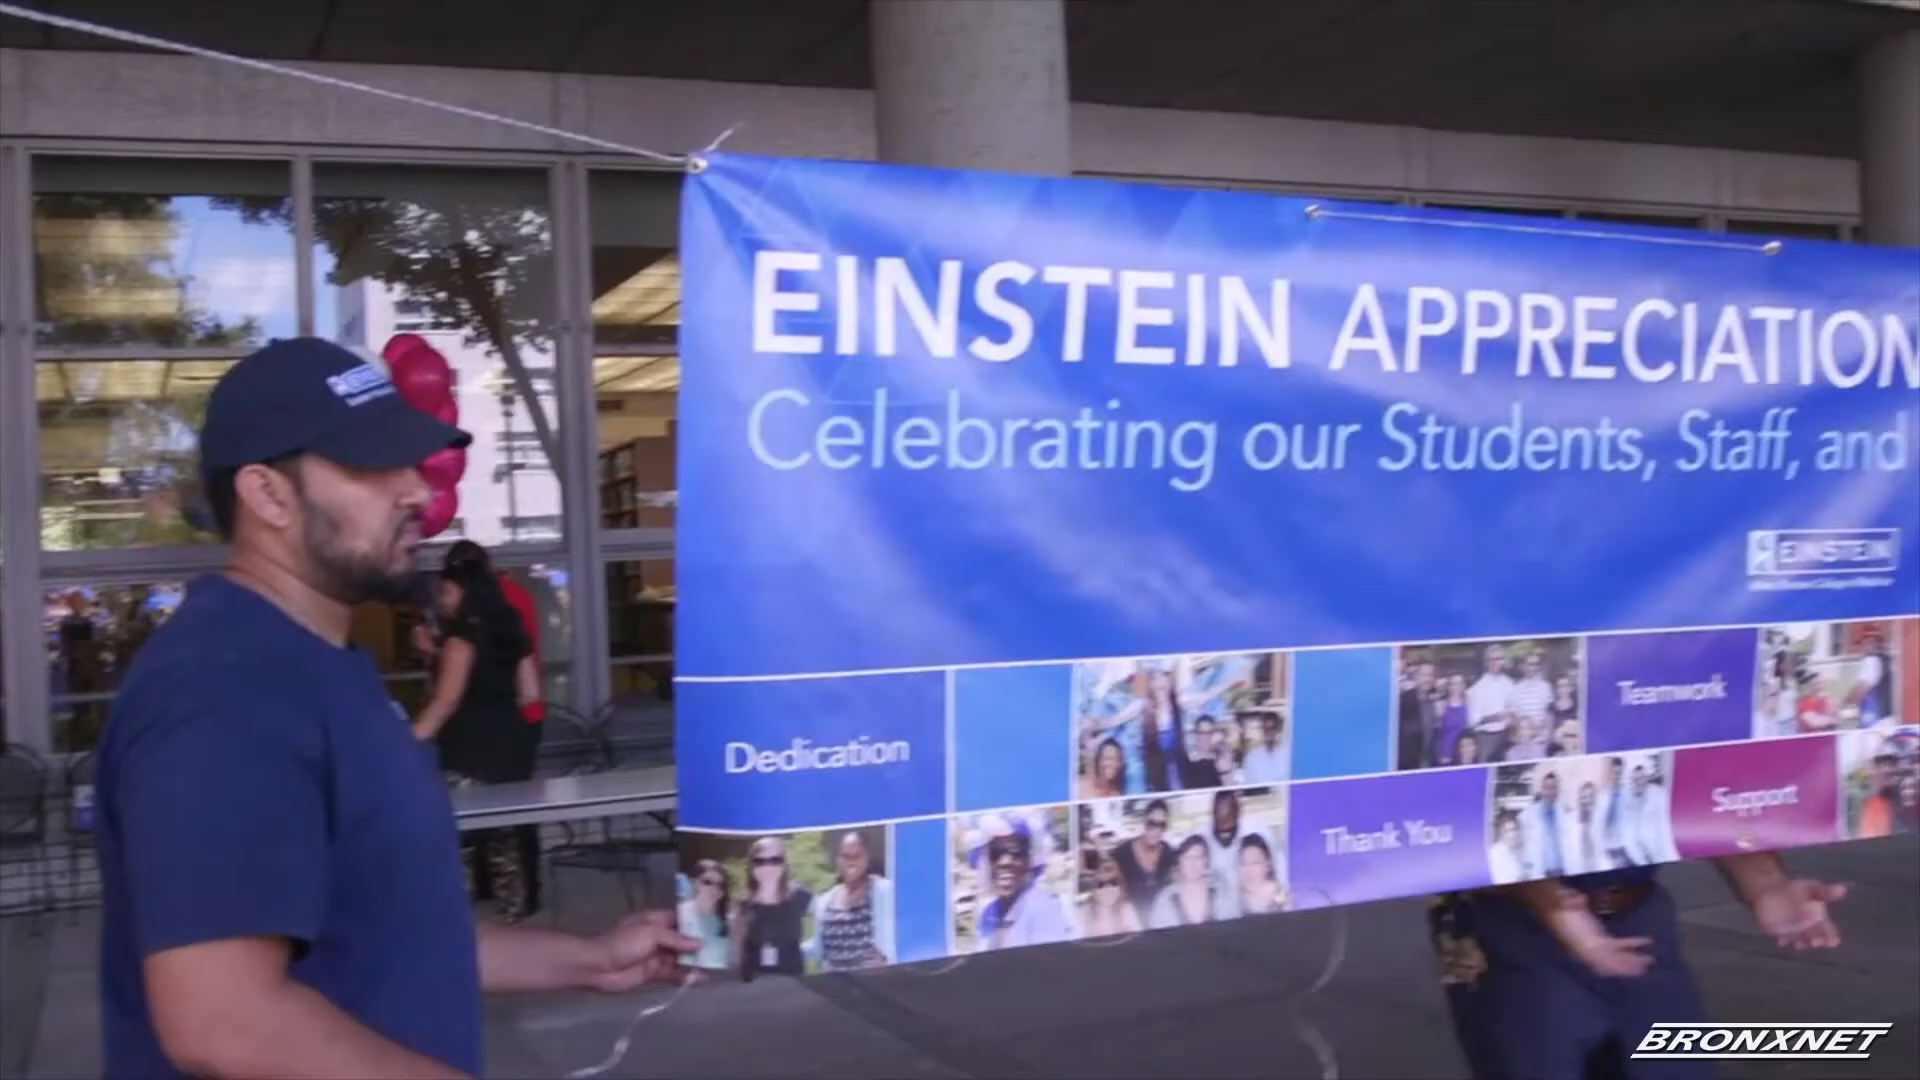 EINSTEIN APPRECIATION
Celebrating our Students, Staff, and
EINSTEIN
Dedication
Teamwork
Thank You
Support
BRONXNET